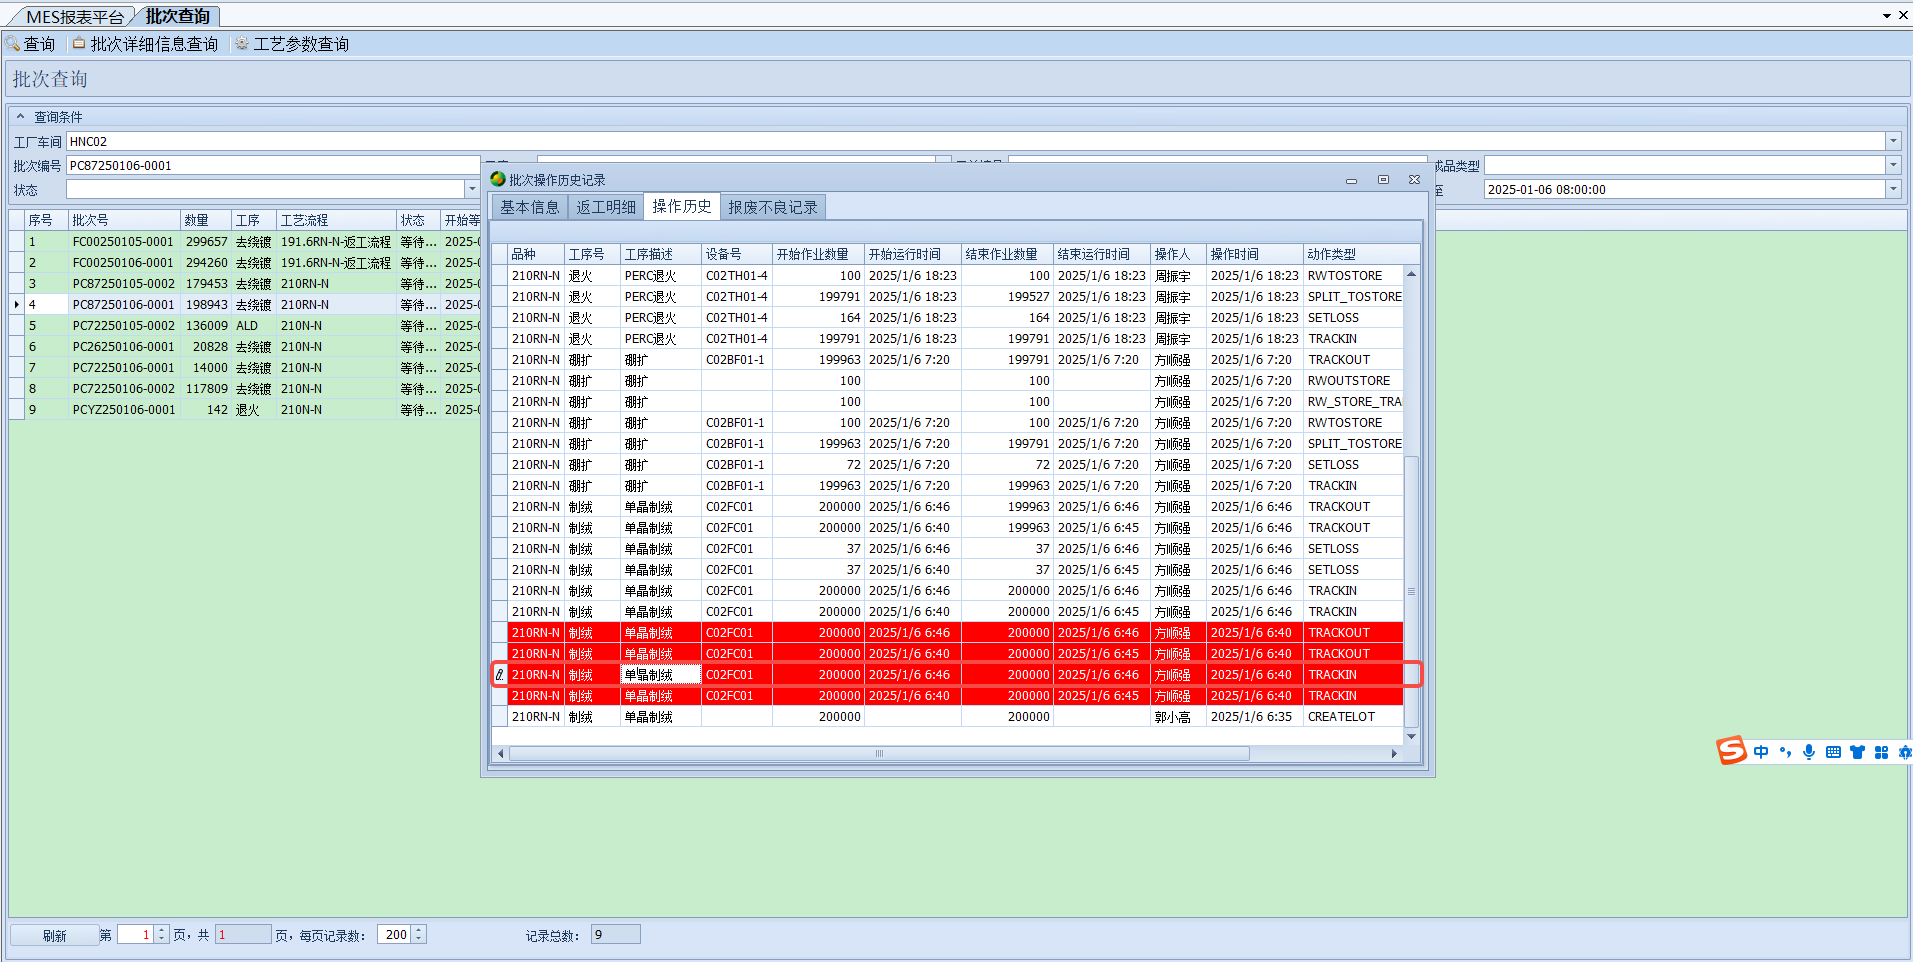 MES报表平台 批次查询
查询 批次详细信息查询 工艺参数查询
批次查询
查询条件
工厂车间 HNC02
批次编号 PC87250106-0001 成品类型
状态 至 2025-01-06 08:00:00
序号 批次号 数量 工序 工艺流程 状态 开始等
1 FC00250105-0001 299657 去绕镀 191.6RN-N-返工流程 等待... 2025-0
2 FC00250106-0001 294260 去绕镀 191.6RN-N-返工流程 等待... 2025-0
3 PC87250105-0002 179453 去绕镀 210RN-N 等待... 2025-0
4 PC87250106-0001 198943 去绕镀 210RN-N 等待... 2025-0
5 PC72250105-0002 136009 ALD 210N-N 等待... 2025-0
6 PC26250106-0001 20828 去绕镀 210N-N 等待... 2025-0
7 PC72250106-0001 14000 去绕镀 210N-N 等待... 2025-0
8 PC72250106-0002 117809 去绕镀 210N-N 等待... 2025-0
9 PCYZ250106-0001 142 退火 210N-N 等待... 2025-0
批次操作历史记录
基本信息 返工明细 操作历史 报废不良记录
品种 工序号 工序描述 设备号 开始作业数量 开始运行时间 结束作业数量 结束运行时间 操作人 操作时间 动作类型
210RN-N 退火 PERC退火 C02TH01-4 100 2025/1/6 18:23 100 2025/1/6 18:23 周振宇 2025/1/6 18:23 RWTOSTORE
210RN-N 退火 PERC退火 C02TH01-4 199791 2025/1/6 18:23 199527 2025/1/6 18:23 周振宇 2025/1/6 18:23 SPLIT_TOSTORE
210RN-N 退火 PERC退火 C02TH01-4 164 2025/1/6 18:23 164 2025/1/6 18:23 周振宇 2025/1/6 18:23 SETLOSS
210RN-N 退火 PERC退火 C02TH01-4 199791 2025/1/6 18:23 199791 2025/1/6 18:23 周振宇 2025/1/6 18:23 TRACKIN
210RN-N 硼扩 硼扩 C02BF01-1 199963 2025/1/6 7:20 199791 2025/1/6 7:20 方顺强 2025/1/6 7:20 TRACKOUT
210RN-N 硼扩 硼扩 100 100 方顺强 2025/1/6 7:20 RWOUTSTORE
210RN-N 硼扩 硼扩 100 100 方顺强 2025/1/6 7:20 RW_STORE_TRA
210RN-N 硼扩 硼扩 C02BF01-1 100 2025/1/6 7:20 100 2025/1/6 7:20 方顺强 2025/1/6 7:20 RWTOSTORE
210RN-N 硼扩 硼扩 C02BF01-1 199963 2025/1/6 7:20 199791 2025/1/6 7:20 方顺强 2025/1/6 7:20 SPLIT_TOSTORE
210RN-N 硼扩 硼扩 C02BF01-1 72 2025/1/6 7:20 72 2025/1/6 7:20 方顺强 2025/1/6 7:20 SETLOSS
210RN-N 硼扩 硼扩 C02BF01-1 199963 2025/1/6 7:20 199963 2025/1/6 7:20 方顺强 2025/1/6 7:20 TRACKIN
210RN-N 制绒 单晶制绒 C02FC01 200000 2025/1/6 6:46 199963 2025/1/6 6:46 方顺强 2025/1/6 6:46 TRACKOUT
210RN-N 制绒 单晶制绒 C02FC01 200000 2025/1/6 6:40 199963 2025/1/6 6:45 方顺强 2025/1/6 6:46 TRACKOUT
210RN-N 制绒 单晶制绒 C02FC01 37 2025/1/6 6:46 37 2025/1/6 6:46 方顺强 2025/1/6 6:46 SETLOSS
210RN-N 制绒 单晶制绒 C02FC01 37 2025/1/6 6:40 37 2025/1/6 6:45 方顺强 2025/1/6 6:46 SETLOSS
210RN-N 制绒 单晶制绒 C02FC01 200000 2025/1/6 6:46 200000 2025/1/6 6:46 方顺强 2025/1/6 6:46 TRACKIN
210RN-N 制绒 单晶制绒 C02FC01 200000 2025/1/6 6:40 200000 2025/1/6 6:45 方顺强 2025/1/6 6:46 TRACKIN
210RN-N 制绒 单晶制绒 C02FC01 200000 2025/1/6 6:46 200000 2025/1/6 6:46 方顺强 2025/1/6 6:40 TRACKOUT
210RN-N 制绒 单晶制绒 C02FC01 200000 2025/1/6 6:40 200000 2025/1/6 6:45 方顺强 2025/1/6 6:40 TRACKOUT
210RN-N 制绒 单晶制绒 C02FC01 200000 2025/1/6 6:46 200000 2025/1/6 6:46 方顺强 2025/1/6 6:40 TRACKIN
210RN-N 制绒 单晶制绒 C02FC01 200000 2025/1/6 6:40 200000 2025/1/6 6:45 方顺强 2025/1/6 6:40 TRACKIN
210RN-N 制绒 单晶制绒 200000 200000 郭小高 2025/1/6 6:35 CREATELOT
中
刷新 第 1 页，共 1 页，每页记录数： 200 记录总数： 9